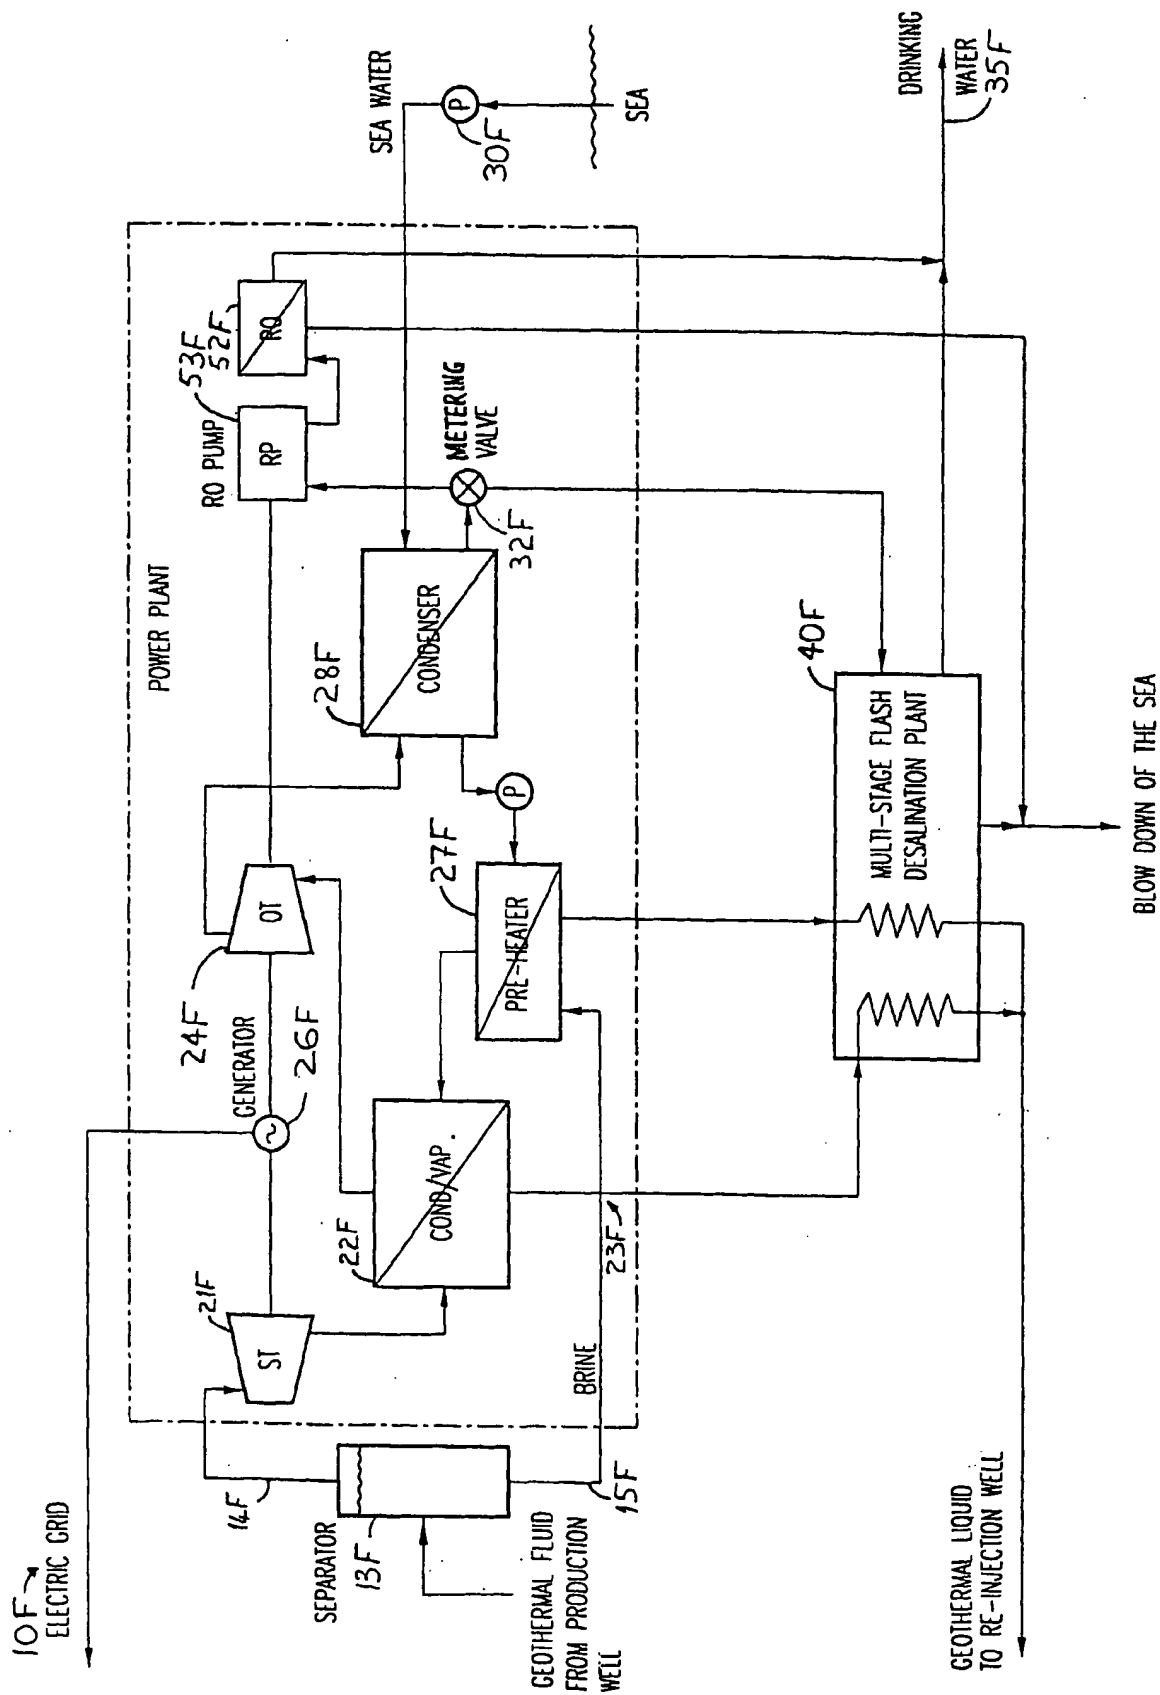 10F
ELECTRIC GRID
14F
SEPARATOR
13F
GEOTHERMAL FLUID
FROM PRODUCTION
WELL
15F
BRINE
21F
ST
22F
COND/VAP.
23F
GENERATOR
26F
24F
OT
POWER PLANT
27F
PRE-HEATER
P
28F
CONDENSER
32F
METERING
VALVE
RO PUMP
53F
RP
52F
RO
SEA WATER
P
30F
SEA
DRINKING
WATER
35F
40F
MULTI-STAGE FLASH
DESALINATION PLANT
GEOTHERMAL LIQUID
TO RE-INJECTION WELL
BLOW DOWN OF THE SEA